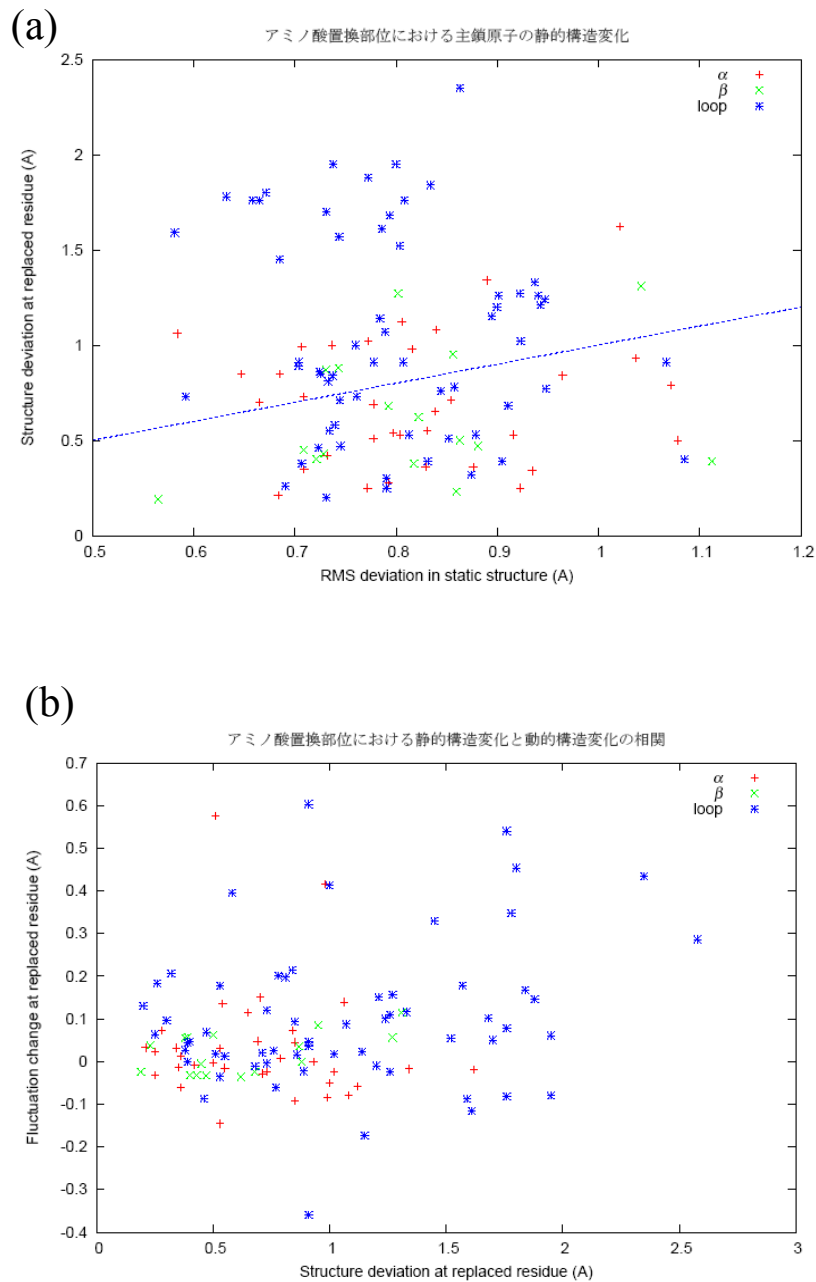 (a)
アミノ酸置換部位における主鎖原子の静的構造変化
α
β
loop
2.5
2
1.5
1
0.5
0
Structure deviation at replaced residue (A)
0.5 0.6 0.7 0.8 0.9 1 1.1 1.2
RMS deviation in static structure (A)
(b)
アミノ酸置換部位における静的構造変化と動的構造変化の相関
α
β
loop
0.7
0.6
0.5
0.4
0.3
0.2
0.1
0
-0.1
-0.2
-0.3
-0.4
Fluctuation change at replaced residue (A)
0 0.5 1 1.5 2 2.5 3
Structure deviation at replaced residue (A)